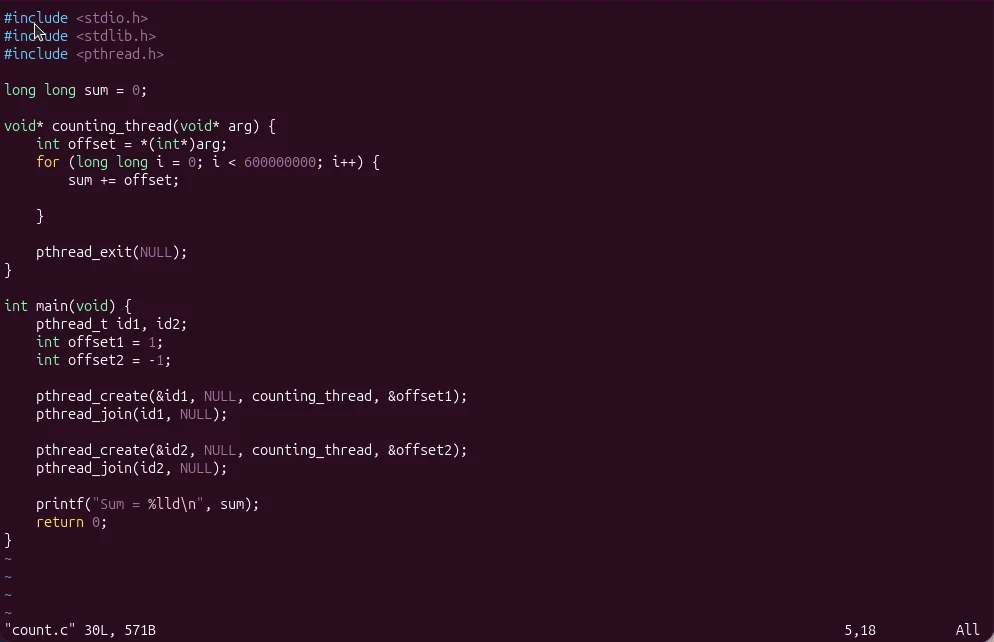 #include <stdio.h>
#include <stdlib.h>
#include <pthread.h>

long long sum = 0;

void* counting_thread(void* arg) {
    int offset = *(int*)arg;
    for (long long i = 0; i < 600000000; i++) {
        sum += offset;

    }

    pthread_exit(NULL);
}

int main(void) {
    pthread_t id1, id2;
    int offset1 = 1;
    int offset2 = -1;

    pthread_create(&id1, NULL, counting_thread, &offset1);
    pthread_join(id1, NULL);

    pthread_create(&id2, NULL, counting_thread, &offset2);
    pthread_join(id2, NULL);

    printf("Sum = %lld\n", sum);
    return 0;
}
~
~
~
~
"count.c" 30L, 571B 5,18 All